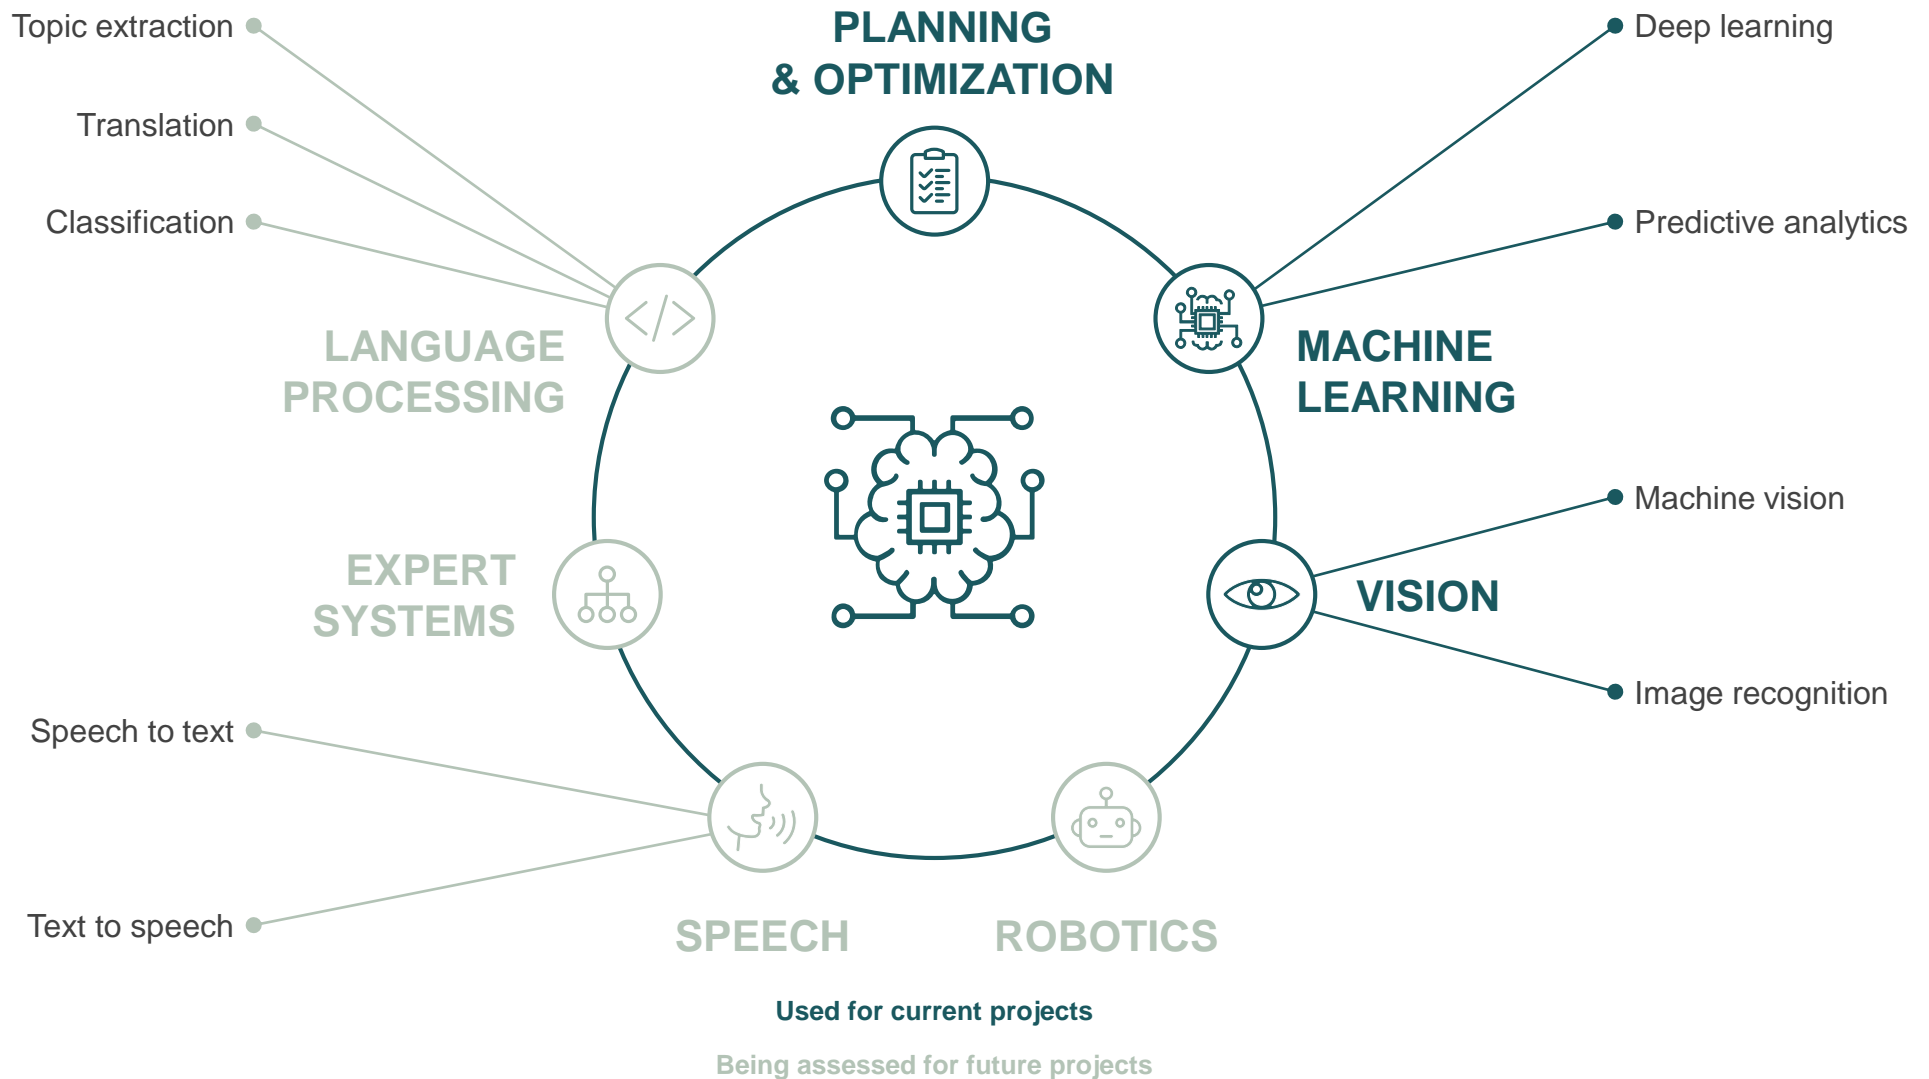 Topic extraction
Translation
Classification
PLANNING
& OPTIMIZATION
Deep learning
Predictive analytics
LANGUAGE
PROCESSING
MACHINE
LEARNING
Machine vision
EXPERT
SYSTEMS
VISION
Image recognition
Speech to text
Text to speech
SPEECH
ROBOTICS
Used for current projects
Being assessed for future projects